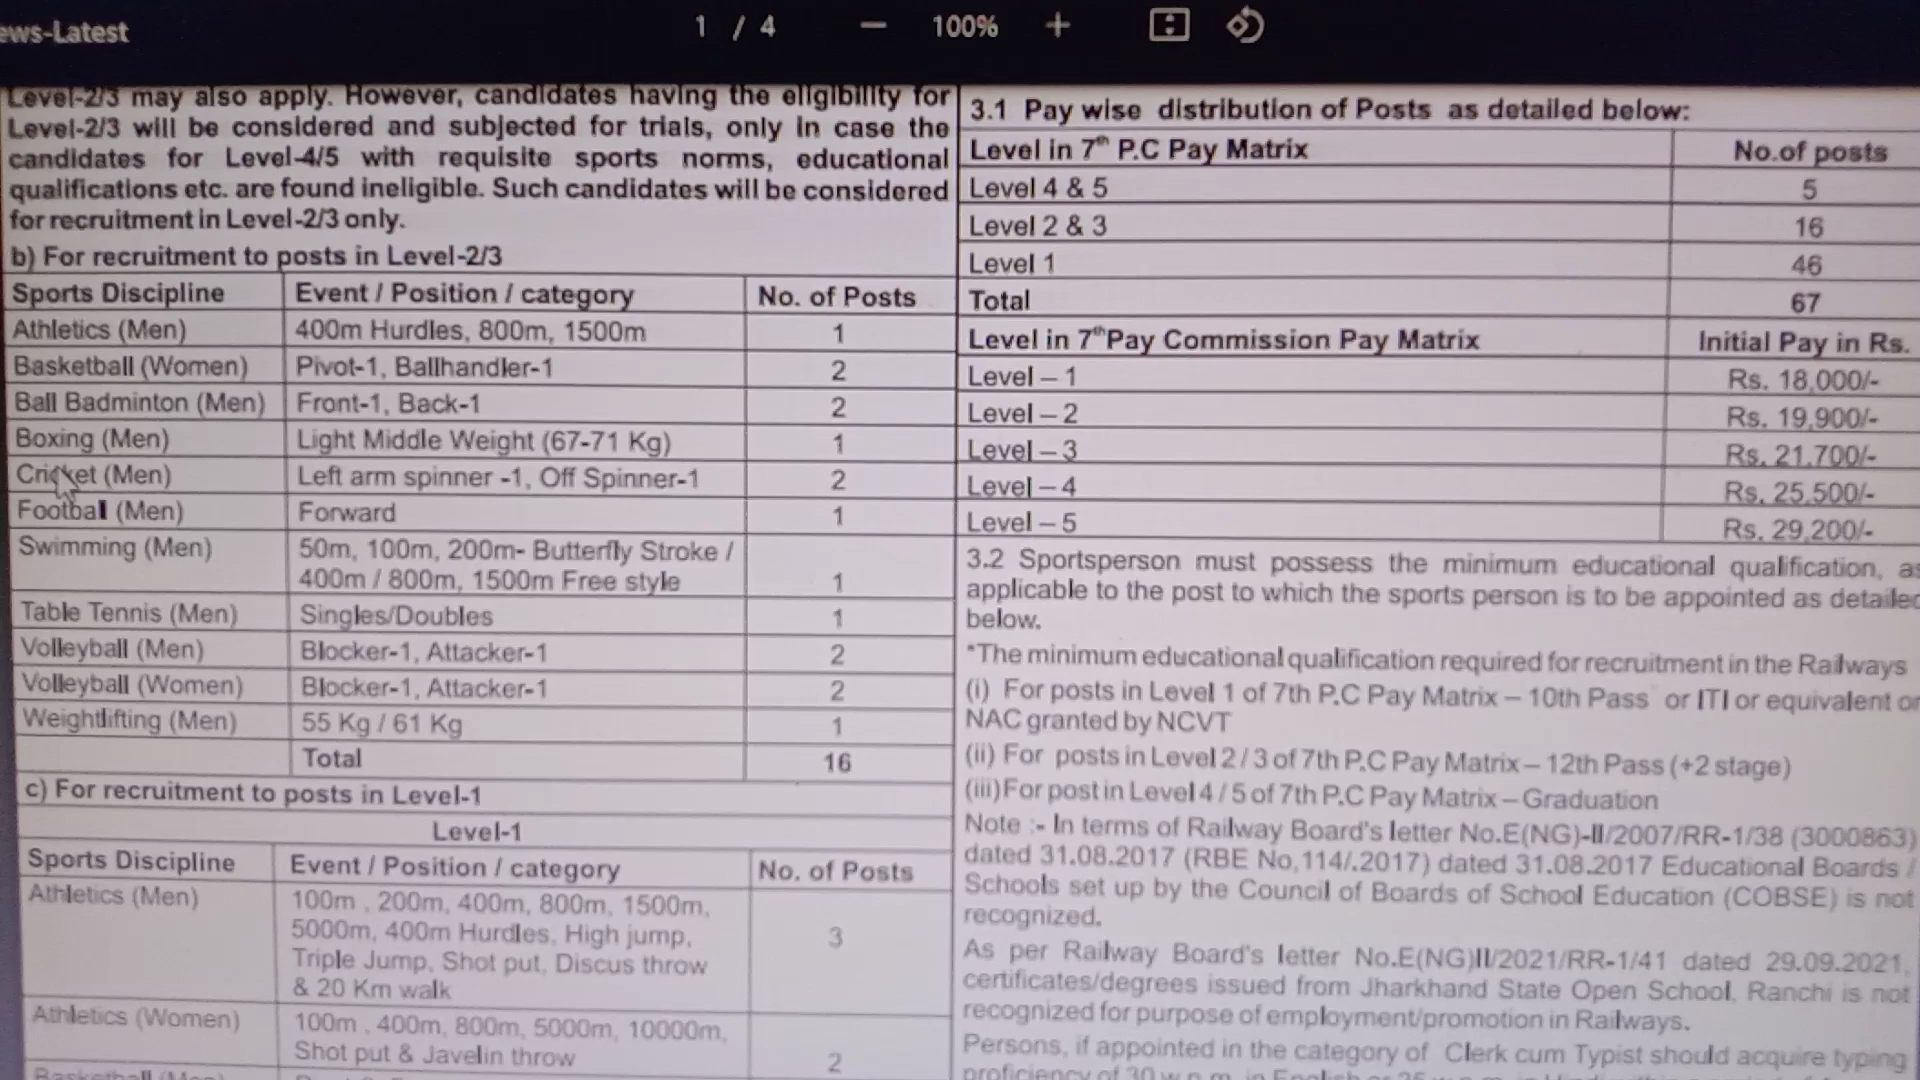 ews-Latest
1 / 4
100%
Level-2/3 may also apply. However, candidates having the eligibility for
Level-2/3 will be considered and subjected for trials, only in case the
candidates for Level-4/5 with requisite sports norms, educational
qualifications etc. are found ineligible. Such candidates will be considered
for recruitment in Level-2/3 only.
b) For recruitment to posts in Level-2/3
Sports Discipline Event / Position / category No. of Posts
Athletics (Men) 400m Hurdles, 800m, 1500m 1
Basketball (Women) Pivot-1, Ballhandler-1 2
Ball Badminton (Men) Front-1, Back-1 2
Boxing (Men) Light Middle Weight (67-71 Kg) 1
Cricket (Men) Left arm spinner -1, Off Spinner-1 2
Football (Men) Forward 1
Swimming (Men) 50m, 100m, 200m- Butterfly Stroke /
400m / 800m, 1500m Free style 1
Table Tennis (Men) Singles/Doubles 1
Volleyball (Men) Blocker-1, Attacker-1 2
Volleyball (Women) Blocker-1, Attacker-1 2
Weightlifting (Men) 55 Kg / 61 Kg 1
Total 16
c) For recruitment to posts in Level-1
Level-1
Sports Discipline Event / Position / category No. of Posts
Athletics (Men) 100m , 200m, 400m, 800m, 1500m,
5000m, 400m Hurdles, High jump, 3
Triple Jump, Shot put, Discus throw
& 20 Km walk
Athletics (Women) 100m , 400m, 800m, 5000m, 10000m,
Shot put & Javelin throw 2
Basketball (Men)
3.1 Pay wise distribution of Posts as detailed below:
Level in 7th P.C Pay Matrix No.of posts
Level 4 & 5 5
Level 2 & 3 16
Level 1 46
Total 67
Level in 7th Pay Commission Pay Matrix Initial Pay in Rs.
Level – 1 Rs. 18,000/-
Level – 2 Rs. 19,900/-
Level – 3 Rs. 21,700/-
Level – 4 Rs. 25,500/-
Level – 5 Rs. 29,200/-
3.2 Sportsperson must possess the minimum educational qualification, as
applicable to the post to which the sports person is to be appointed as detailed
below.
*The minimum educational qualification required for recruitment in the Railways
(i) For posts in Level 1 of 7th P.C Pay Matrix – 10th Pass or ITI or equivalent or
NAC granted by NCVT
(ii) For posts in Level 2 / 3 of 7th P.C Pay Matrix – 12th Pass (+2 stage)
(iii) For post in Level 4 / 5 of 7th P.C Pay Matrix – Graduation
Note :- In terms of Railway Board's letter No.E(NG)-II/2007/RR-1/38 (3000863)
dated 31.08.2017 (RBE No,114/.2017) dated 31.08.2017 Educational Boards /
Schools set up by the Council of Boards of School Education (COBSE) is not
recognized.
As per Railway Board's letter No.E(NG)II/2021/RR-1/41 dated 29.09.2021,
certificates/degrees issued from Jharkhand State Open School, Ranchi is not
recognized for purpose of employment/promotion in Railways.
Persons, if appointed in the category of Clerk cum Typist should acquire typing
proficiency of 30 w.p.m. in English or